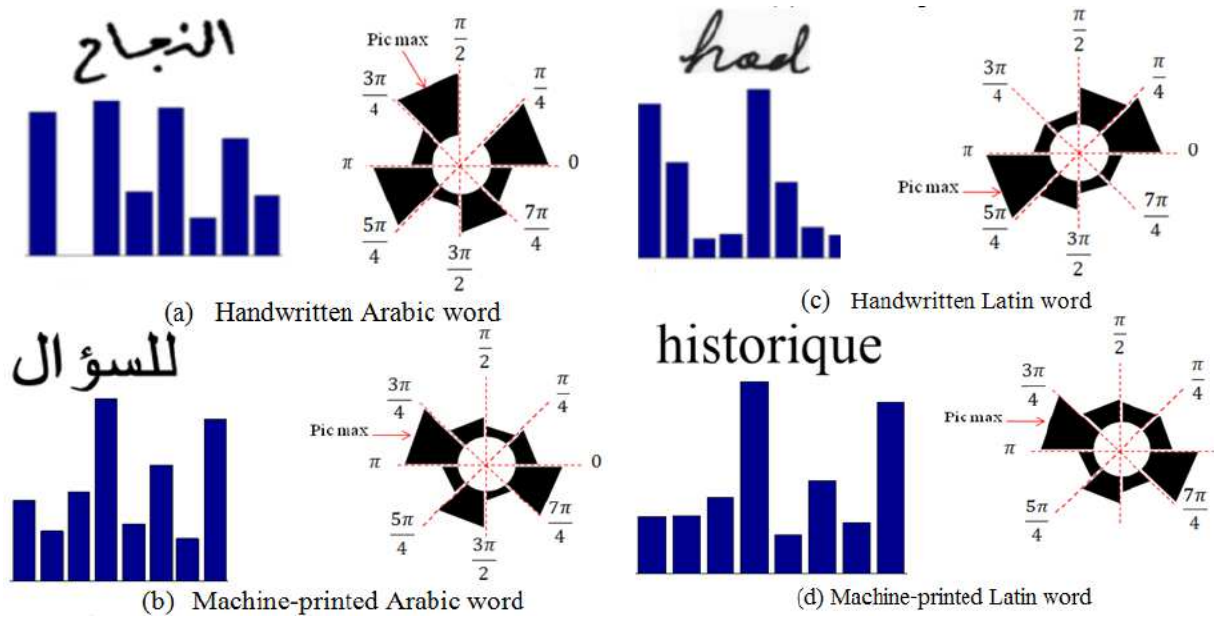 النجاح
Pic max
π/2
3π/4
π/4
π
0
5π/4
7π/4
3π/2
(a) Handwritten Arabic word
had
π/2
3π/4
π/4
π
0
Pic max
5π/4
7π/4
3π/2
(c) Handwritten Latin word
للسؤال
π/2
3π/4
π/4
Pic max
π
0
5π/4
7π/4
3π/2
(b) Machine-printed Arabic word
historique
π/2
3π/4
π/4
Pic max
π
5π/4
7π/4
(d) Machine-printed Latin word